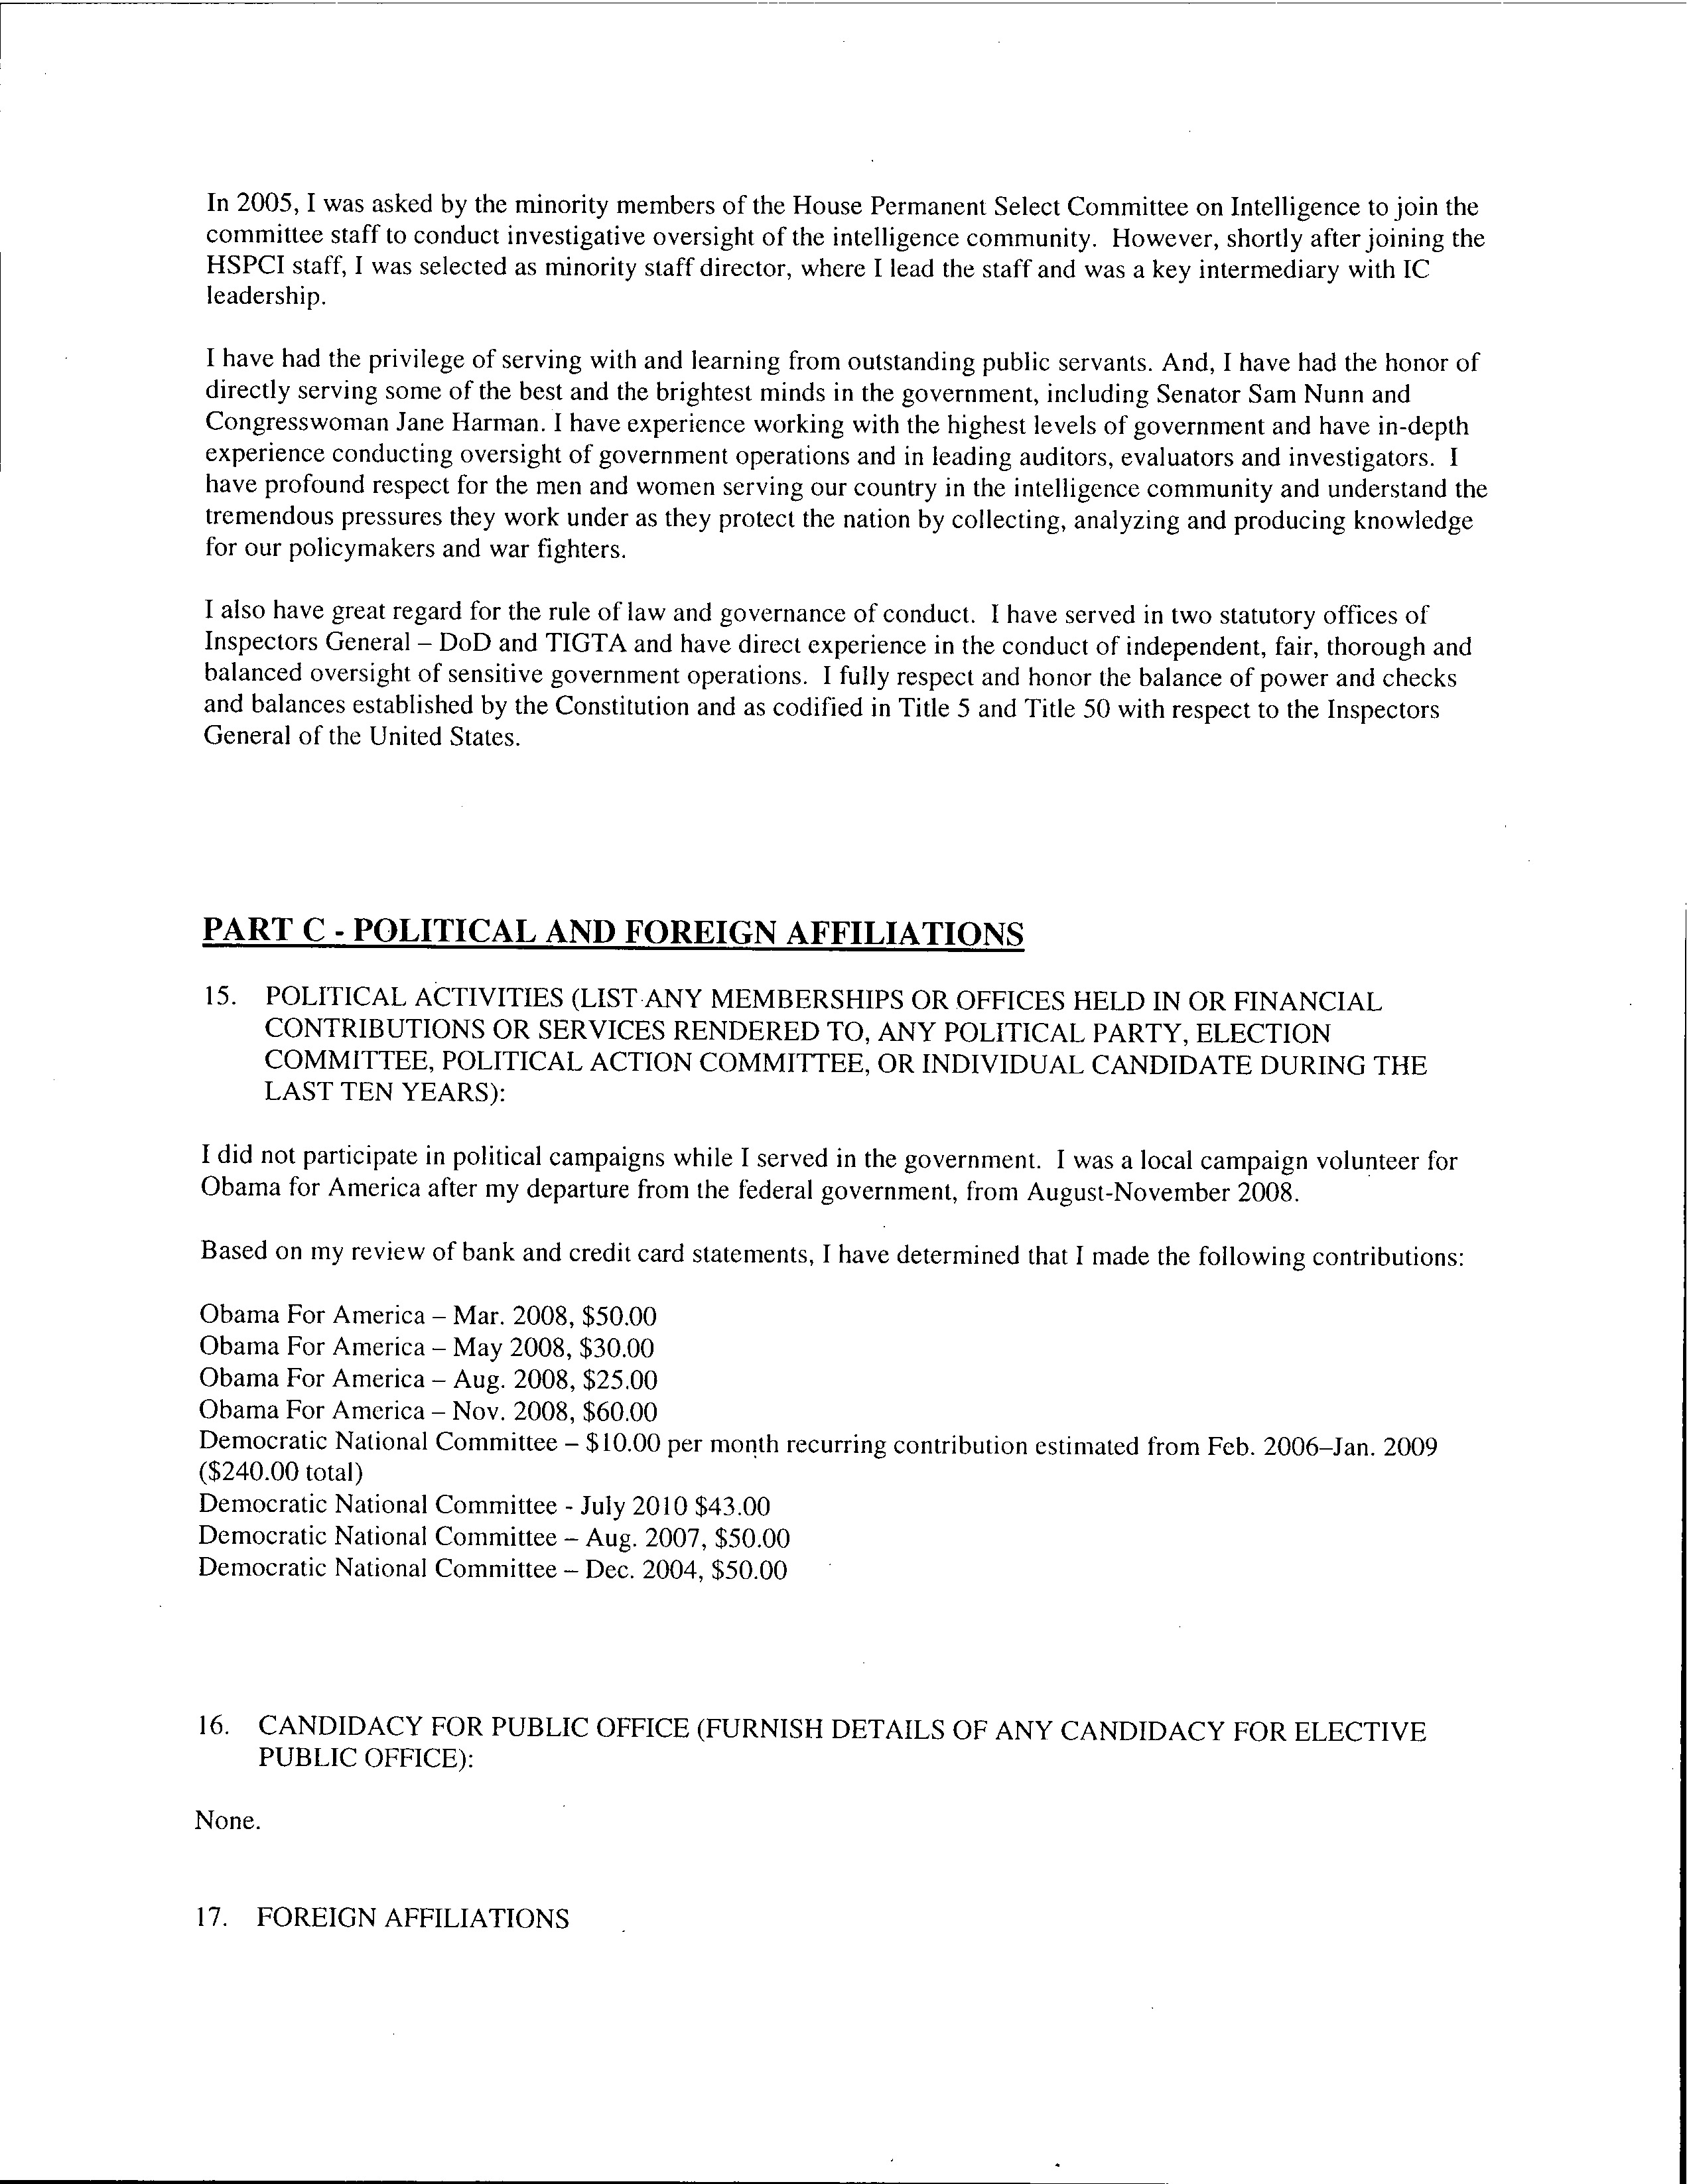 In 2005, I was asked by the minority members of the House Permanent Select Committee on Intelligence to join the
committee staff to conduct investigative oversight of the intelligence community. However, shortly after joining the
HSPCI staff, I was selected as minority staff director, where I lead the staff and was a key intermediary with IC
leadership.
I have had the privilege of serving with and learning from outstanding public servants. And, I have had the honor of
directly serving some of the best and the brightest minds in the government, including Senator Sam Nunn and
Congresswoman Jane Harman. I have experience working with the highest levels of government and have in-depth
experience conducting oversight of government operations and in leading auditors, evaluators and investigators. I
have profound respect for the men and women serving our country in the intelligence community and understand the
tremendous pressures they work under as they protect the nation by collecting, analyzing and producing knowledge
for our policymakers and war fighters.
I also have great regard for the rule of law and governance of conduct. I have served in two statutory offices of
Inspectors General – DoD and TIGTA and have direct experience in the conduct of independent, fair, thorough and
balanced oversight of sensitive government operations. I fully respect and honor the balance of power and checks
and balances established by the Constitution and as codified in Title 5 and Title 50 with respect to the Inspectors
General of the United States.
PART C - POLITICAL AND FOREIGN AFFILIATIONS
15. POLITICAL ACTIVITIES (LIST ANY MEMBERSHIPS OR OFFICES HELD IN OR FINANCIAL
CONTRIBUTIONS OR SERVICES RENDERED TO, ANY POLITICAL PARTY, ELECTION
COMMITTEE, POLITICAL ACTION COMMITTEE, OR INDIVIDUAL CANDIDATE DURING THE
LAST TEN YEARS):
I did not participate in political campaigns while I served in the government. I was a local campaign volunteer for
Obama for America after my departure from the federal government, from August-November 2008.
Based on my review of bank and credit card statements, I have determined that I made the following contributions:
Obama For America – Mar. 2008, $50.00
Obama For America – May 2008, $30.00
Obama For America – Aug. 2008, $25.00
Obama For America – Nov. 2008, $60.00
Democratic National Committee – $10.00 per month recurring contribution estimated from Feb. 2006–Jan. 2009
($240.00 total)
Democratic National Committee - July 2010 $43.00
Democratic National Committee – Aug. 2007, $50.00
Democratic National Committee – Dec. 2004, $50.00
16. CANDIDACY FOR PUBLIC OFFICE (FURNISH DETAILS OF ANY CANDIDACY FOR ELECTIVE
PUBLIC OFFICE):
None.
17. FOREIGN AFFILIATIONS